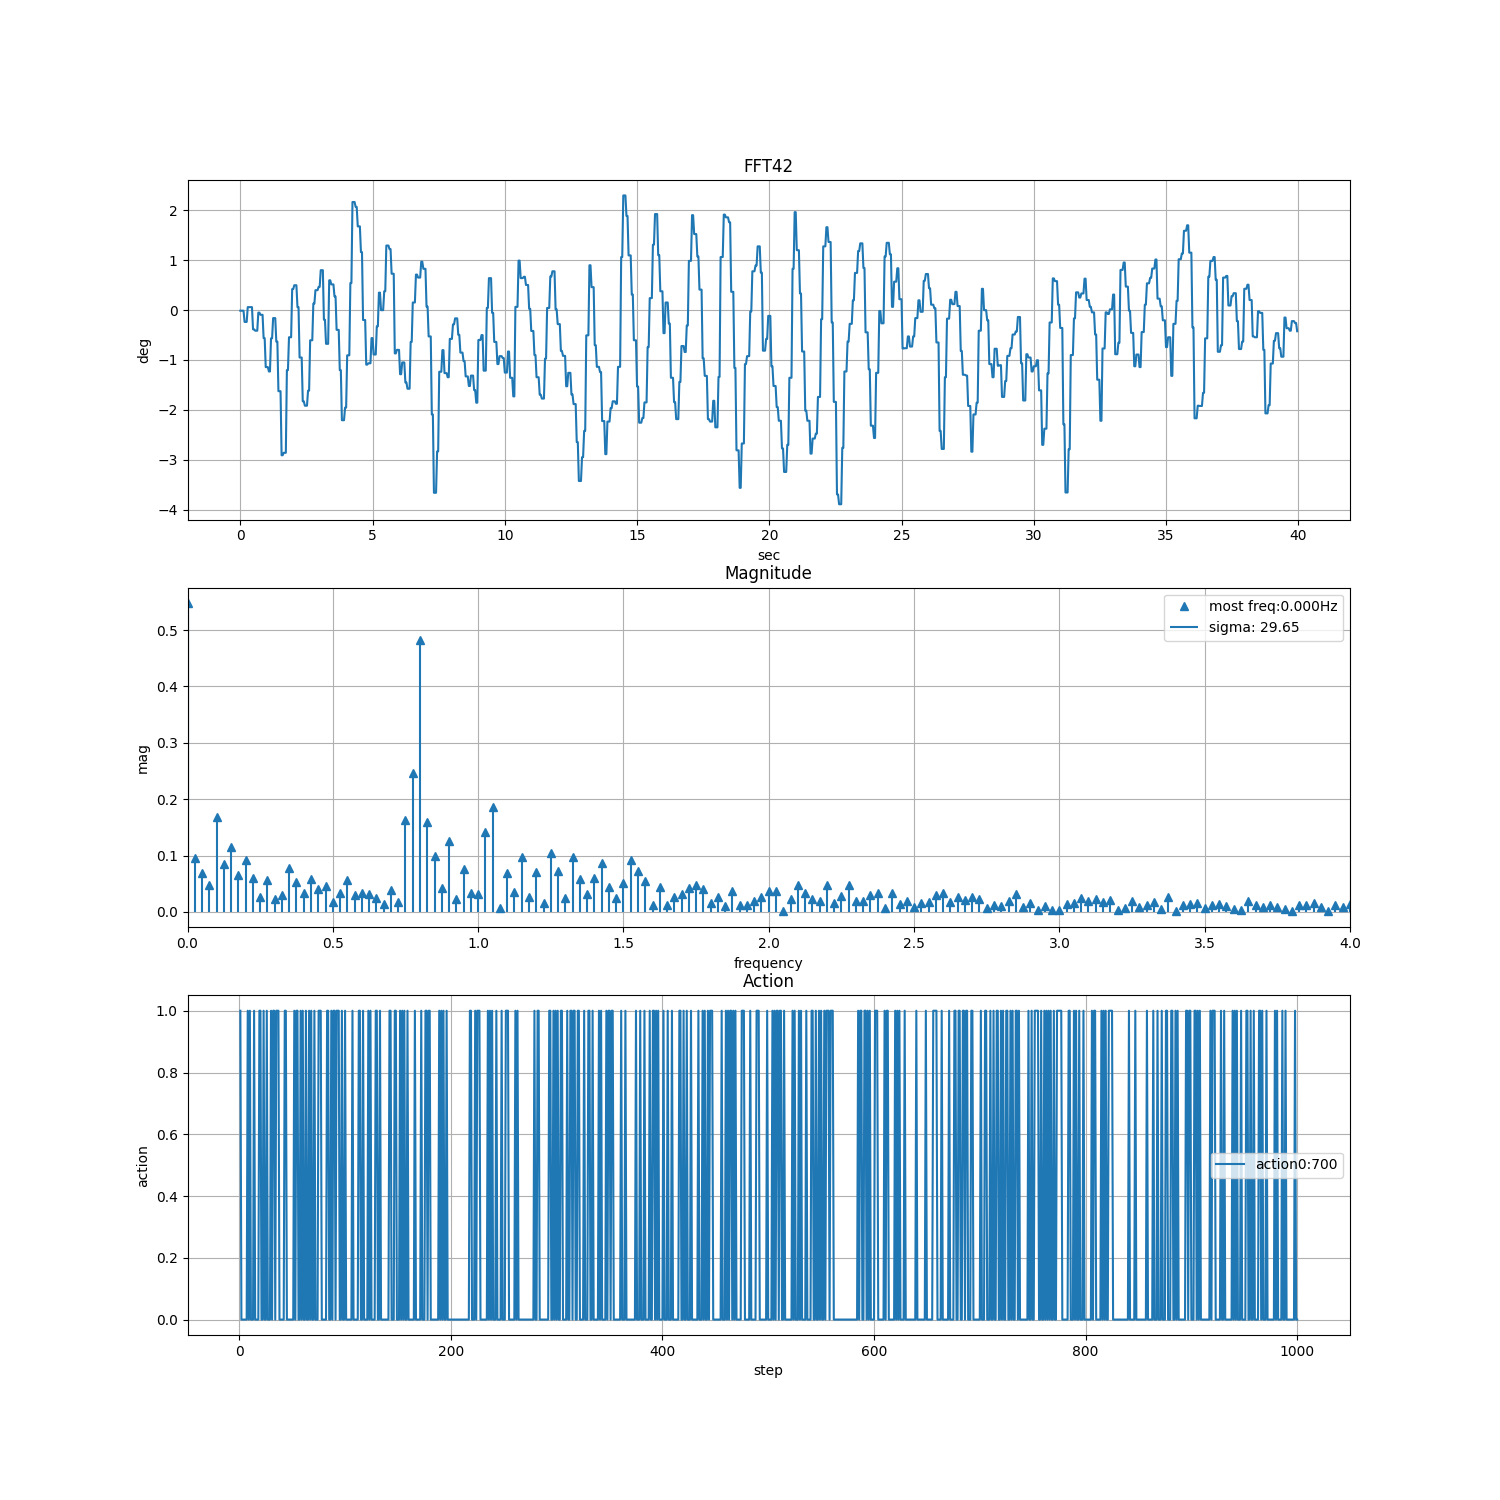 FFT42
2
1
0
−1
−2
−3
−4
deg
0 5 10 15 20 25 30 35 40
sec
Magnitude
most freq:0.000Hz
sigma: 29.65
0.5
0.4
0.3
0.2
0.1
0.0
mag
0.0 0.5 1.0 1.5 2.0 2.5 3.0 3.5 4.0
frequency
Action
1.0
0.8
0.6
0.4
0.2
0.0
action
action0:700
0 200 400 600 800 1000
step